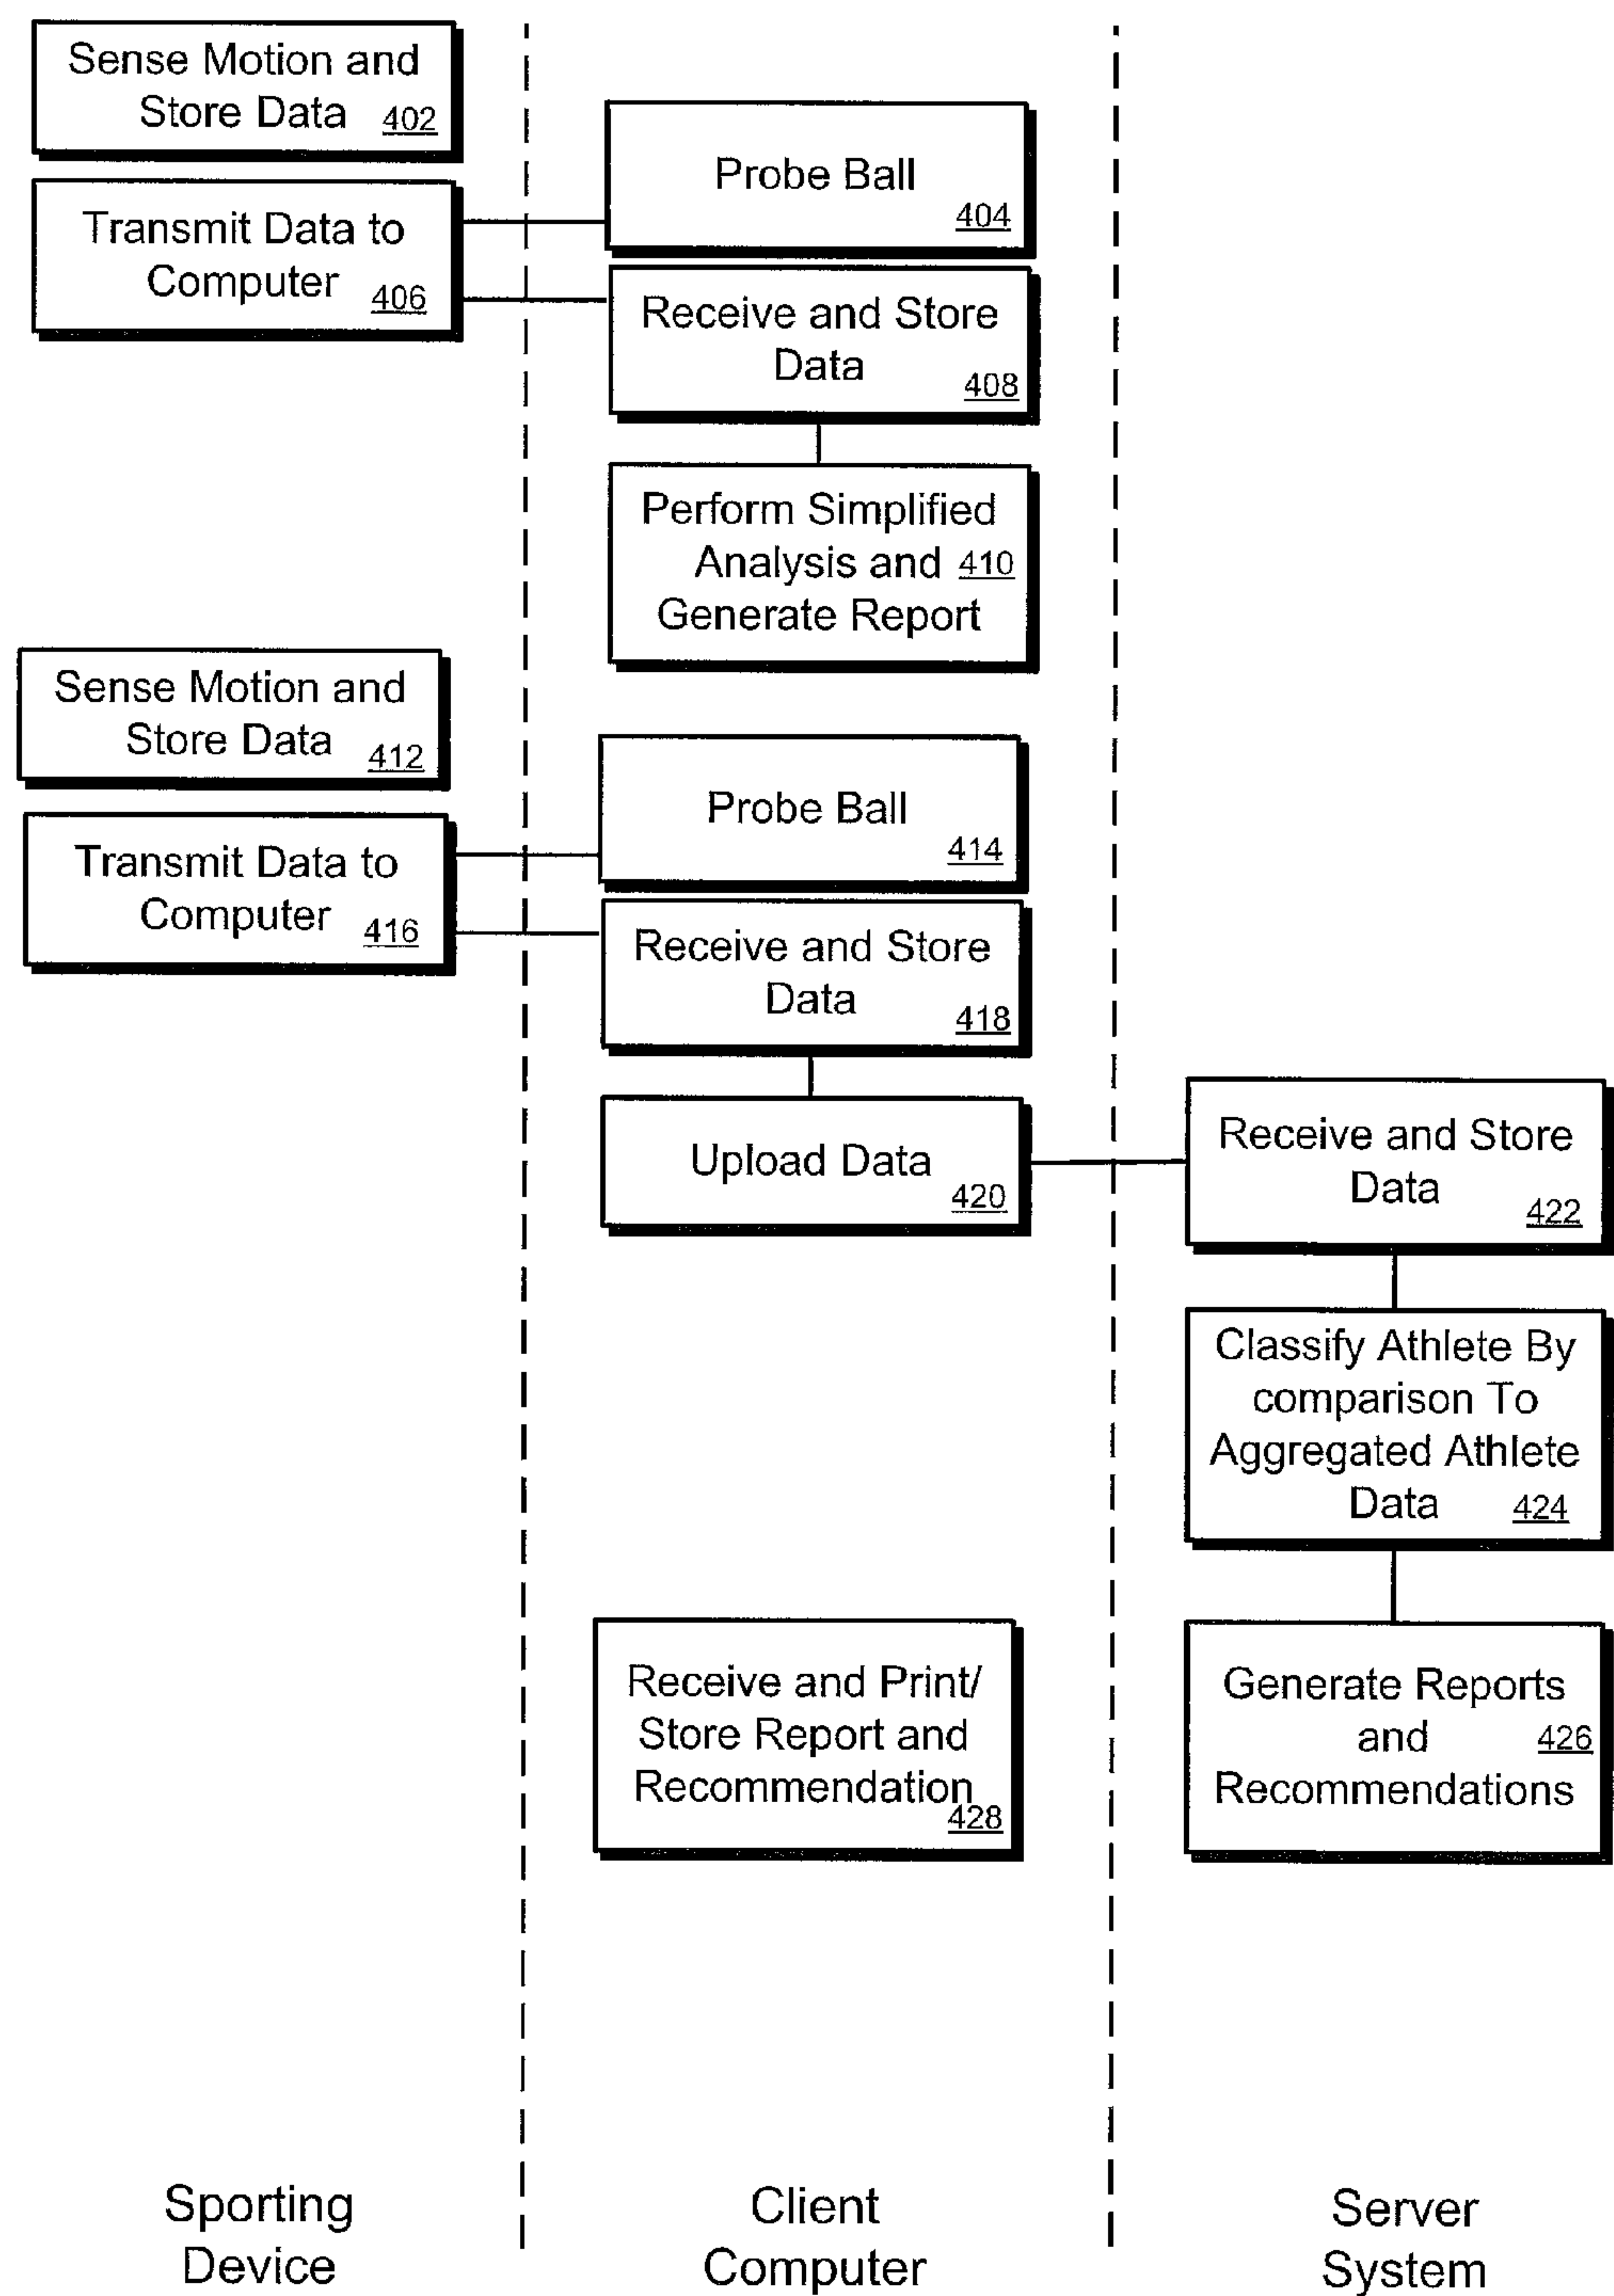 Sense Motion and
Store Data 402
Probe Ball
404
Transmit Data to
Computer 406
Receive and Store
Data 408
Perform Simplified
Analysis and 410
Generate Report
Sense Motion and
Store Data 412
Probe Ball
414
Transmit Data to
Computer 416
Receive and Store
Data 418
Upload Data
420
Receive and Store
Data 422
Classify Athlete By
comparison To
Aggregated Athlete
Data 424
Receive and Print/
Store Report and
Recommendation
428
Generate Reports
and 426
Recommendations
Sporting
Device
Client
Computer
Server
System